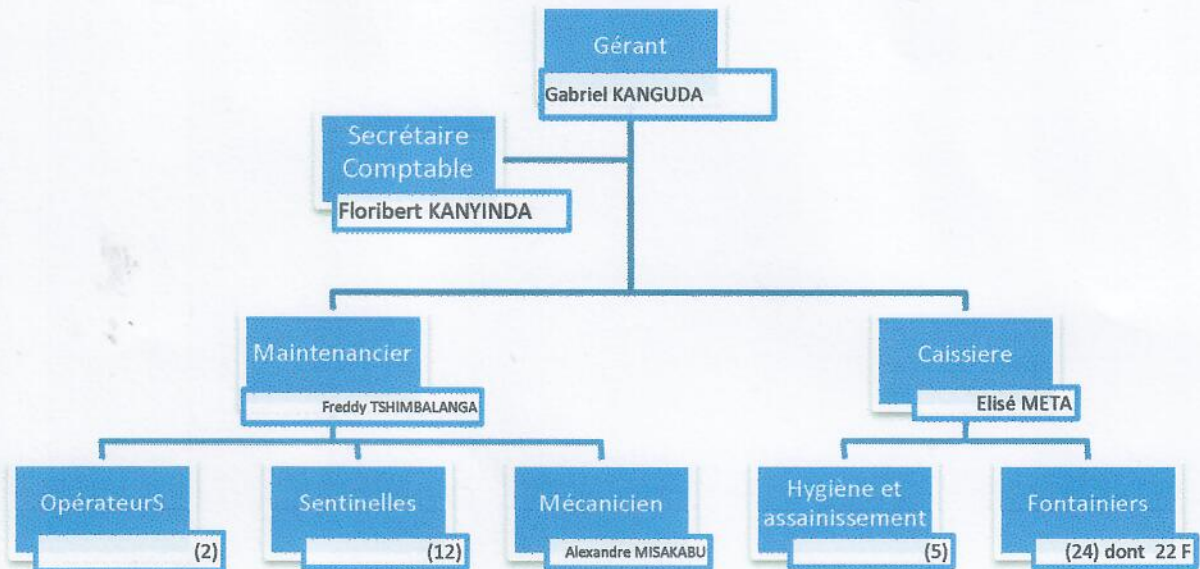 Gérant
Gabriel KANGUDA
Secrétaire
Comptable
Floribert KANYINDA
Maintenancier
Freddy TSHIMBALANGA
Caissiere
Elisé META
OpérateurS
(2)
Sentinelles
(12)
Mécanicien
Alexandre MISAKABU
Hygiène et
assainissement
(5)
Fontainiers
(24) dont 22 F